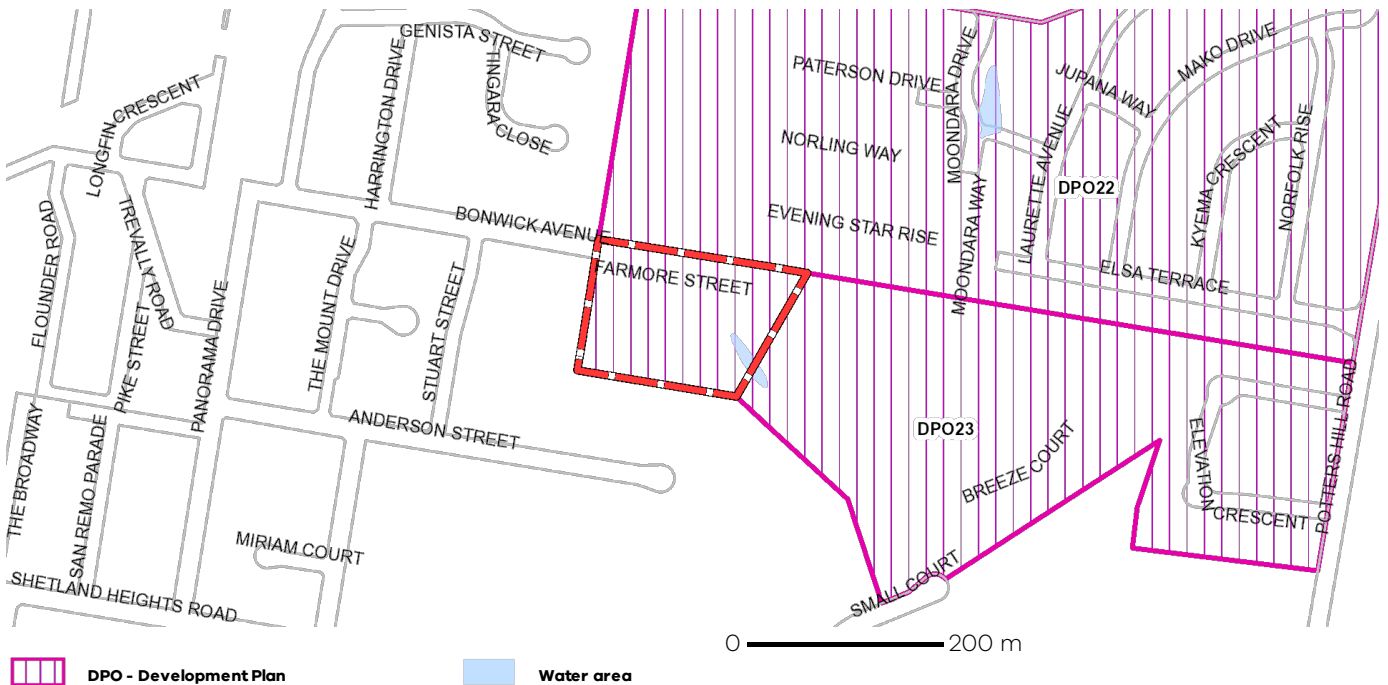 GENISTA STREET
HARRINGTON DRIVE
TINGARA CLOSE
LONGFIN CRESCENT
PATERSON DRIVE
MOONDARA DRIVE
JUPANA WAY
MAKO DRIVE
NORLING WAY
LAURETTE AVENUE
KYEMA CRESCENT
NORFOLK RISE
DPO22
MOONDARA WAY
EVENING STAR RISE
ELSA TERRACE
BONWICK AVENUE
FARMORE STREET
FLOUNDER ROAD
TREVALLY ROAD
PIKE STREET
PANORAMA DRIVE
THE MOUNT DRIVE
STUART STREET
ANDERSON STREET
THE BROADWAY
SAN REMO PARADE
MIRIAM COURT
SHETLAND HEIGHTS ROAD
DPO23
BREEZE COURT
ELEVATION CRESCENT
POTTERS HILL ROAD
SMALL COURT
0 200 m
DPO - Development Plan
Water area